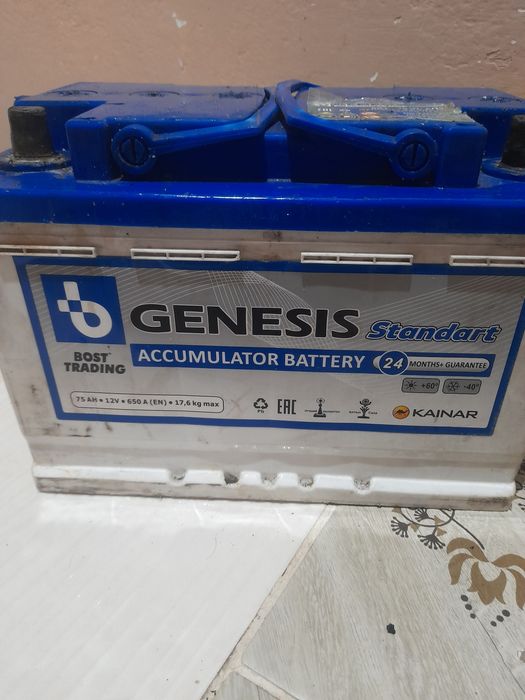 GENESIS Standart
BOST
TRADING
ACCUMULATOR BATTERY 24 MONTHS+ GUARANTEE
+60° -40°
75 AH • 12V • 650 A (EN) • 17,6 kg max
Pb EAC KAINAR